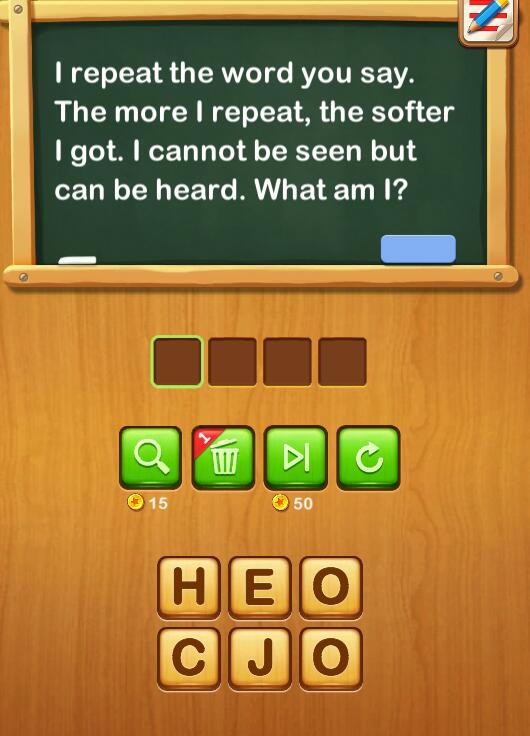 I repeat the word you say.
The more I repeat, the softer
I got. I cannot be seen but
can be heard. What am I?
1
15
50
H E O
C J O